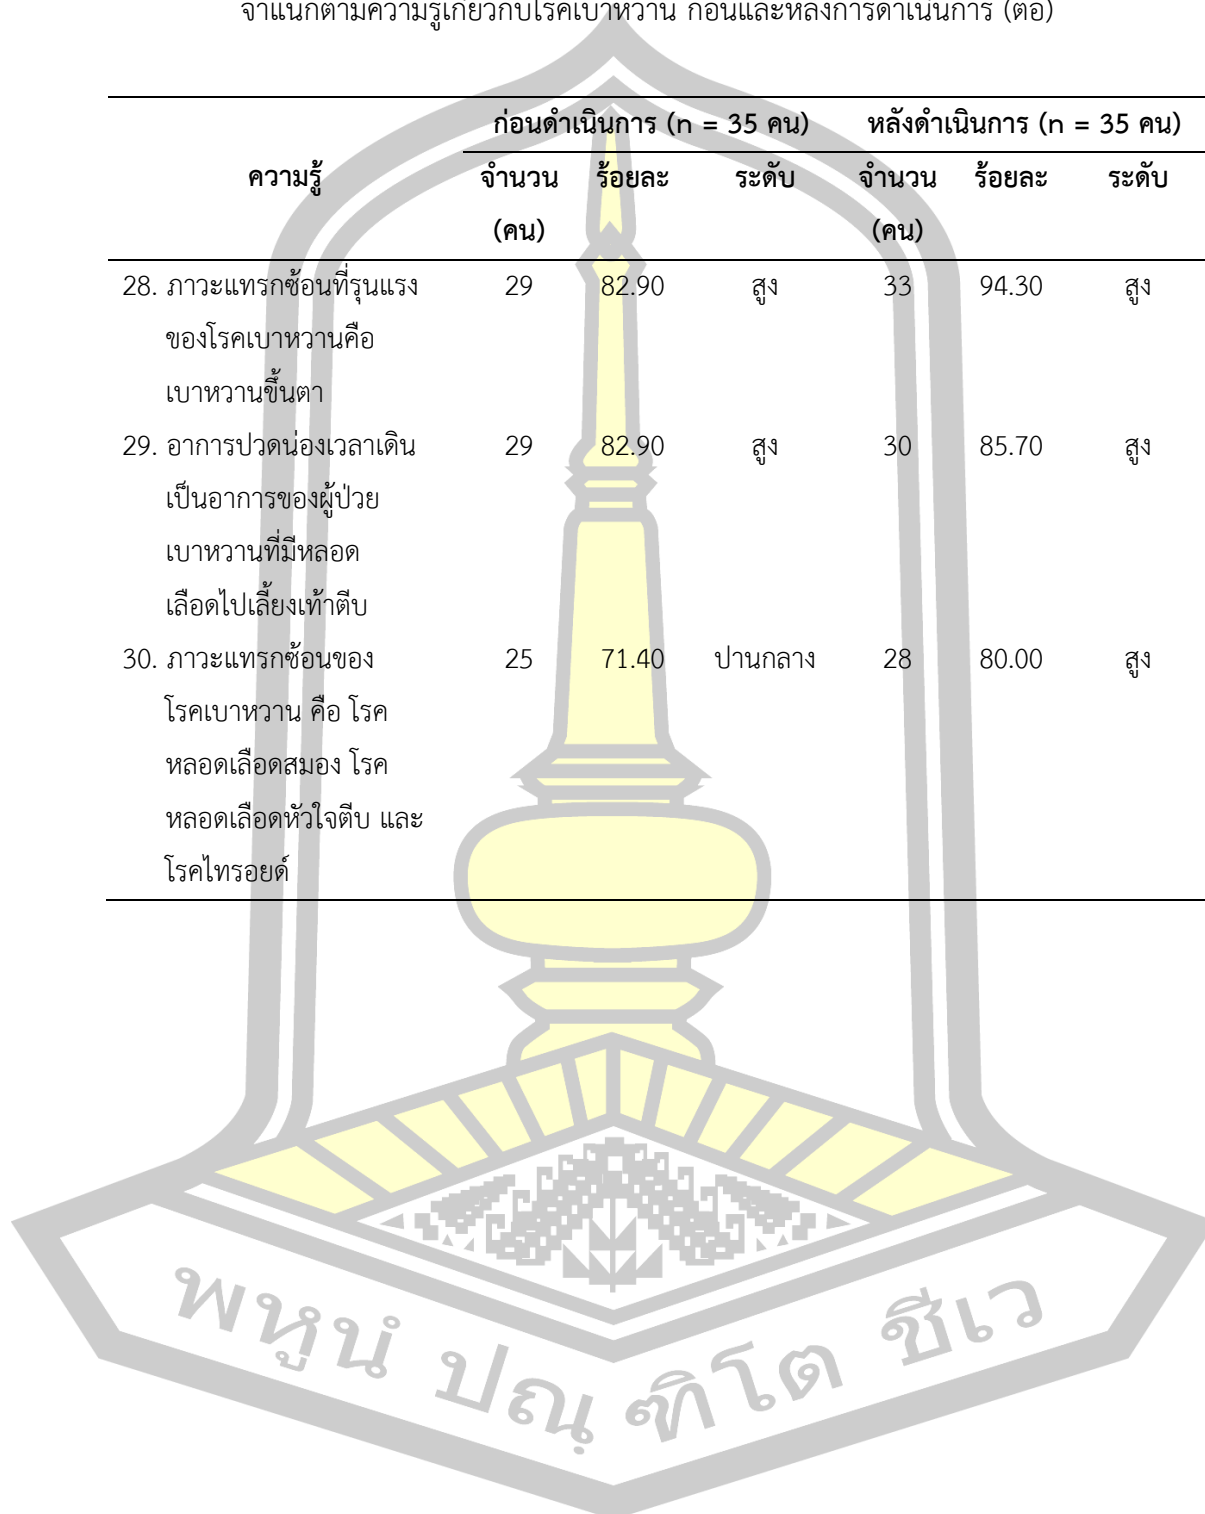 จำแนกตามความรู้เกี่ยวกับโรคเบาหวาน ก่อนและหลังการดำเนินการ (ต่อ)
ก่อนดำเนินการ (n = 35 คน) หลังดำเนินการ (n = 35 คน)
ความรู้ จำนวน ร้อยละ ระดับ จำนวน ร้อยละ ระดับ
(คน) (คน)
28. ภาวะแทรกซ้อนที่รุนแรง 29 82.90 สูง 33 94.30 สูง
ของโรคเบาหวานคือ
เบาหวานขึ้นตา
29. อาการปวดน่องเวลาเดิน 29 82.90 สูง 30 85.70 สูง
เป็นอาการของผู้ป่วย
เบาหวานที่มีหลอด
เลือดไปเลี้ยงเท้าตีบ
30. ภาวะแทรกซ้อนของ 25 71.40 ปานกลาง 28 80.00 สูง
โรคเบาหวาน คือ โรค
หลอดเลือดสมอง โรค
หลอดเลือดหัวใจตีบ และ
โรคไทรอยด์
พหูนํ ปณฺฑิโต ชีเว